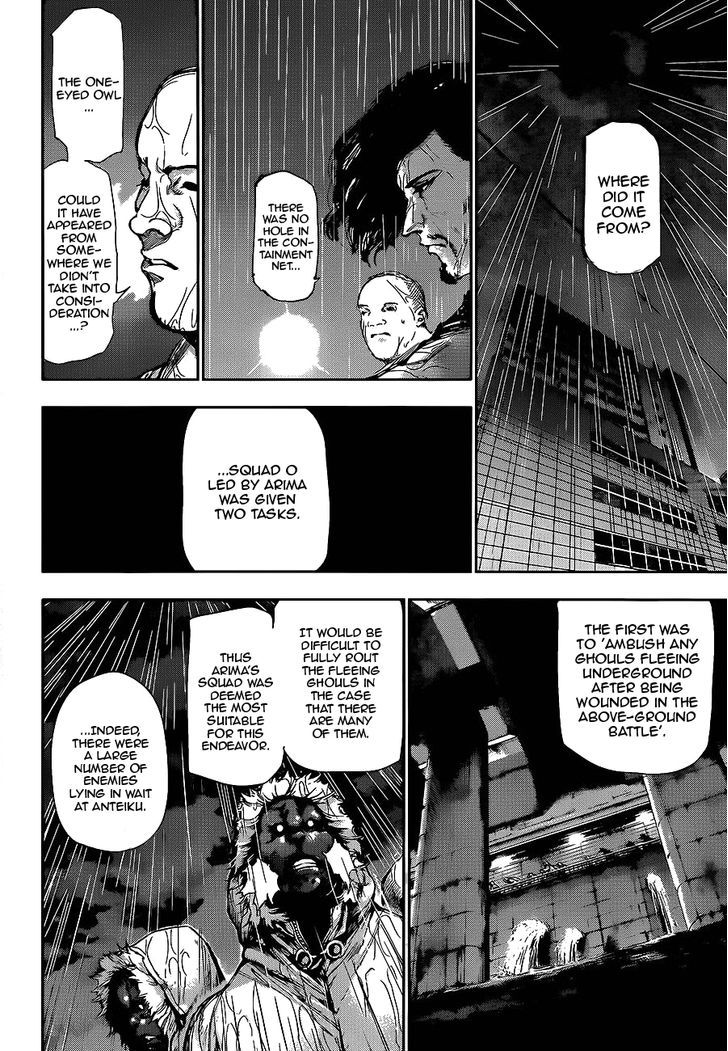 WHERE
DID IT
COME
FROM?
THERE
WAS NO
HOLE IN
THE CON-
TAINMENT
NET...
THE ONE-
EYED OWL
...
COULD
IT HAVE
APPEARED
FROM
SOME-
WHERE WE
DIDN'T
TAKE INTO
CONSI-
DERATION
...?
...SQUAD 0
LED BY ARIMA
WAS GIVEN
TWO TASKS.
THE FIRST WAS
TO 'AMBUSH ANY
GHOULS FLEEING
UNDERGROUND
AFTER BEING
WOUNDED IN THE
ABOVE-GROUND
BATTLE'.
IT WOULD BE
DIFFICULT TO
FULLY ROUT
THE FLEEING
GHOULS IN
THE CASE
THAT THERE
ARE MANY
OF THEM.
THUS
ARIMA'S
SQUAD WAS
DEEMED
THE MOST
SUITABLE
FOR THIS
ENDEAVOR.
...INDEED,
THERE WERE
A LARGE
NUMBER OF
ENEMIES
LYING IN WAIT
AT ANTEIKU.